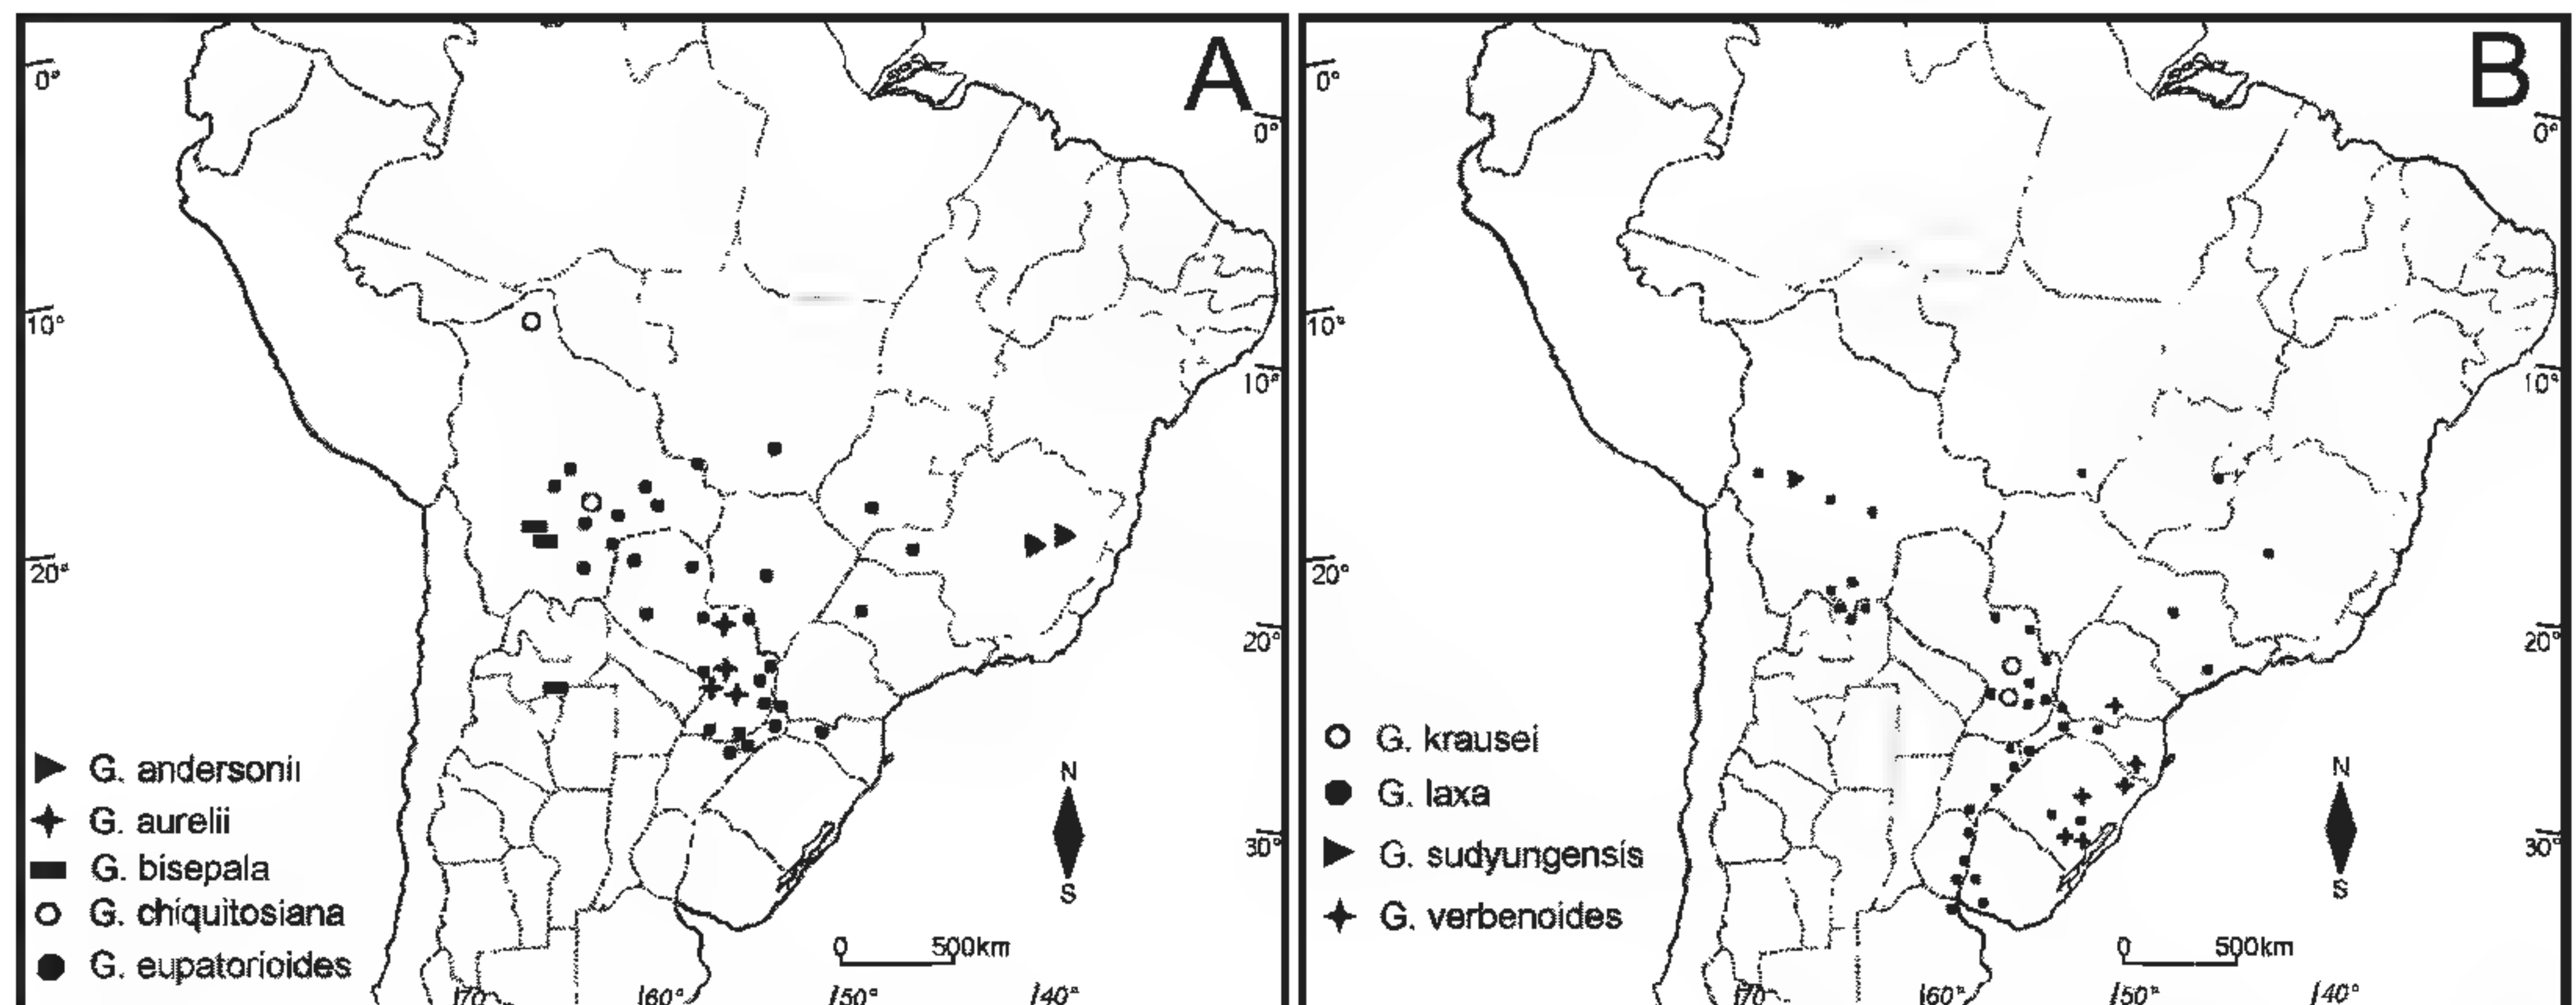 A
0°
0°
10°
10°
20°
20°
30°
G. andersonii
G. aurelii
G. bisepala
G. chiquitosiana
G. eupatorioides
N
S
0 500km
70 60° 50° 40°
B
0°
0°
10°
10°
20°
20°
30°
G. krausei
G. laxa
G. sudyungensis
G. verbenoides
N
S
0 500km
70 60° 50° 40°